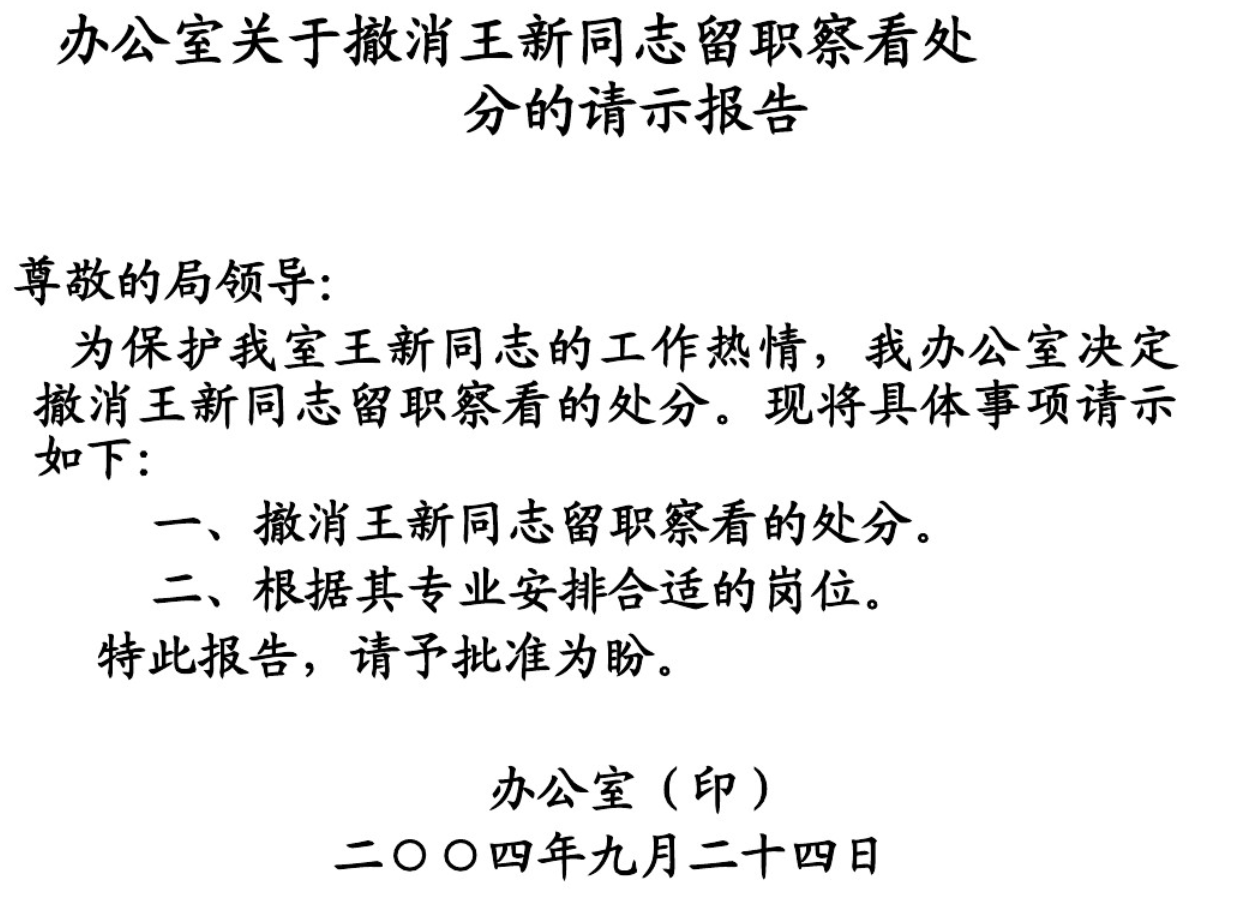 办公室关于撤消王新同志留职察看处
分的请示报告
尊敬的局领导：
为保护我室王新同志的工作热情，我办公室决定
撤消王新同志留职察看的处分。现将具体事项请示
如下：
一、撤消王新同志留职察看的处分。
二、根据其专业安排合适的岗位。
特此报告，请予批准为盼。
办公室（印）
二〇〇四年九月二十四日